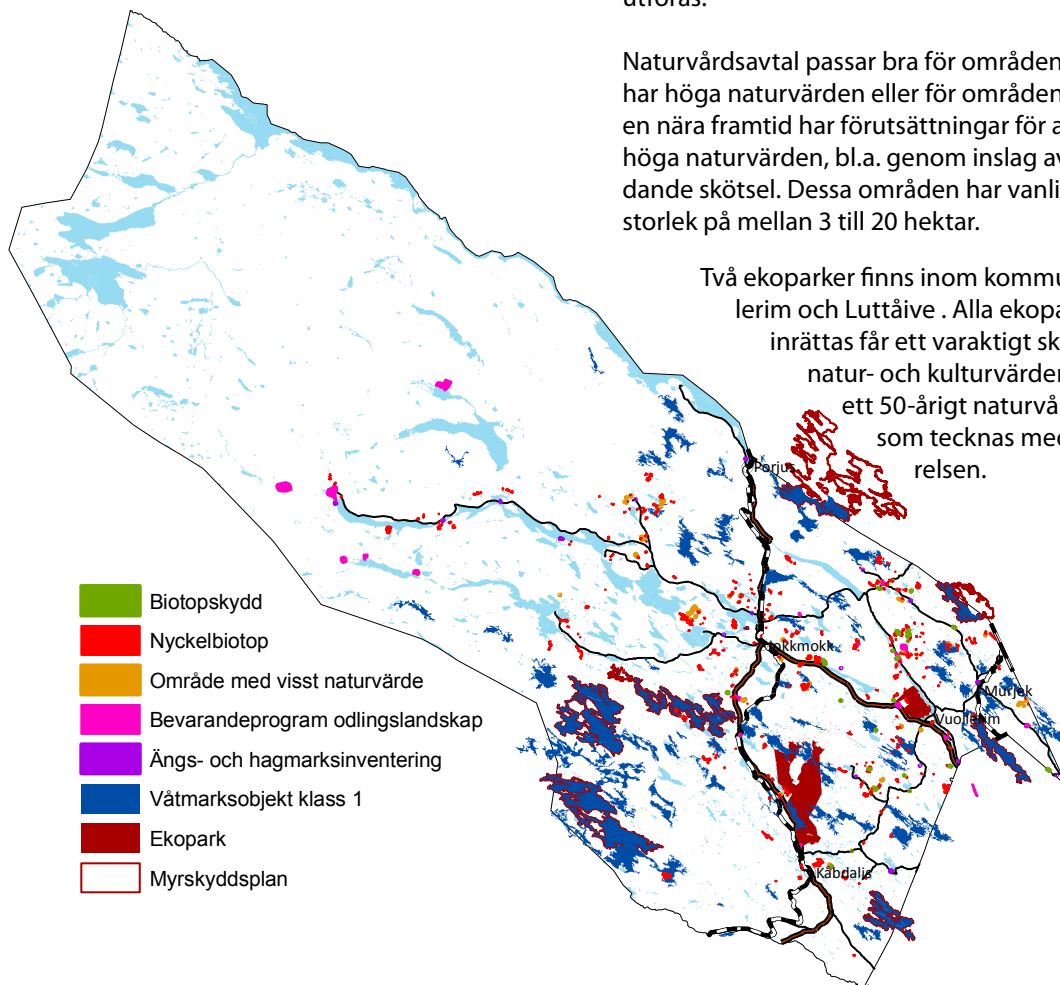 utföras.
Naturvårdsavtal passar bra för områden
har höga naturvärden eller för områden
en nära framtid har förutsättningar för a
höga naturvärden, bl.a. genom inslag av
dande skötsel. Dessa områden har vanli
storlek på mellan 3 till 20 hektar.
Två ekoparker finns inom kommu
lerim och Luttåive . Alla ekopa
inrättas får ett varaktigt sk
natur- och kulturvärden
ett 50-årigt naturvå
som tecknas med
relsen.
Porjus
Jokkmokk
Murjek
Vuollerim
Kåbdalis
Biotopskydd
Nyckelbiotop
Område med visst naturvärde
Bevarandeprogram odlingslandskap
Ängs- och hagmarksinventering
Våtmarksobjekt klass 1
Ekopark
Myrskyddsplan